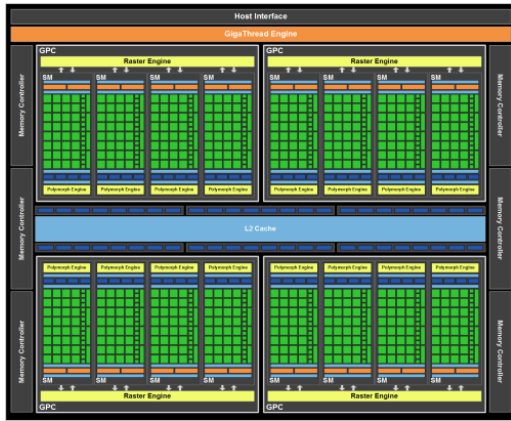 Host Interface
GigaThread Engine
Memory Controller
Memory Controller
Memory Controller
GPC
Raster Engine
SM SM SM SM
Polymorph Engine Polymorph Engine Polymorph Engine Polymorph Engine
GPC
Raster Engine
SM SM SM SM
Polymorph Engine Polymorph Engine Polymorph Engine Polymorph Engine
L2 Cache
Polymorph Engine Polymorph Engine Polymorph Engine Polymorph Engine
SM SM SM SM
Raster Engine
GPC
Polymorph Engine Polymorph Engine Polymorph Engine Polymorph Engine
SM SM SM SM
Raster Engine
GPC
Memory Controller
Memory Controller
Memory Controller